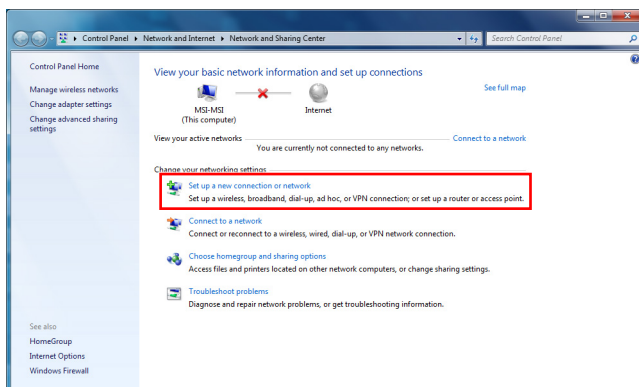 Control Panel ▸ Network and Internet ▸ Network and Sharing Center
Search Control Panel
Control Panel Home
Manage wireless networks
Change adapter settings
Change advanced sharing
settings
View your basic network information and set up connections
See full map
MSI-MSI
(This computer)
Internet
View your active networks
Connect to a network
You are currently not connected to any networks.
Change your networking settings
Set up a new connection or network
Set up a wireless, broadband, dial-up, ad hoc, or VPN connection; or set up a router or access point.
Connect to a network
Connect or reconnect to a wireless, wired, dial-up, or VPN network connection.
Choose homegroup and sharing options
Access files and printers located on other network computers, or change sharing settings.
Troubleshoot problems
Diagnose and repair network problems, or get troubleshooting information.
See also
HomeGroup
Internet Options
Windows Firewall